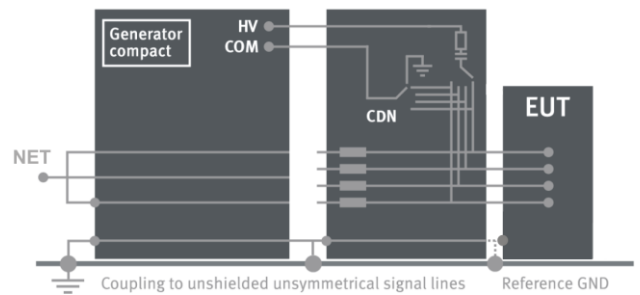 Generator
compact
HV
COM
CDN
EUT
NET
Coupling to unshielded unsymmetrical signal lines
Reference GND